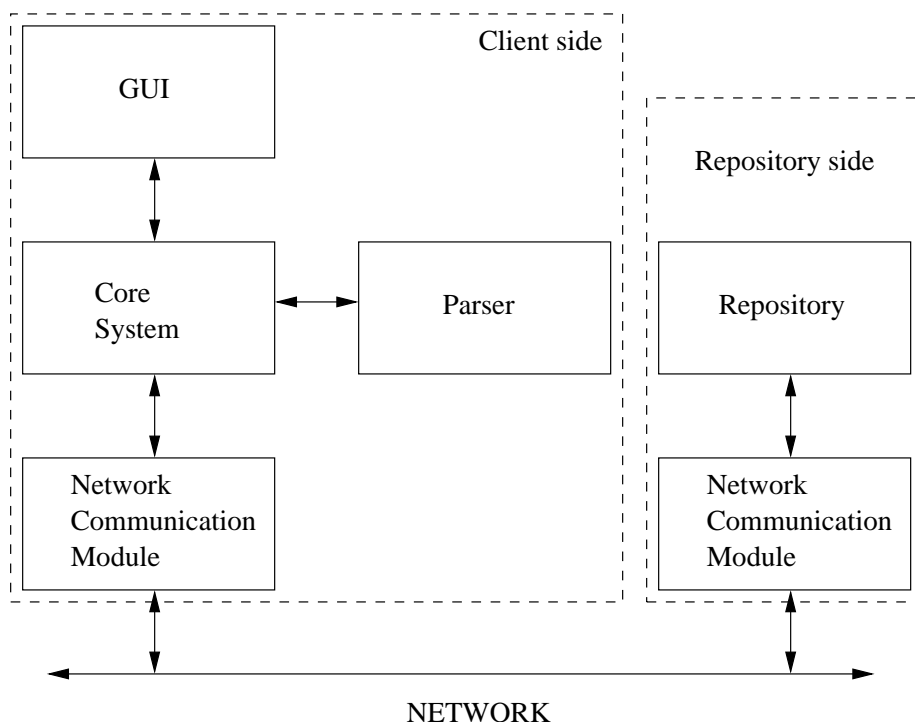 Client side
GUI
Repository side
Core
System
Parser
Repository
Network
Communication
Module
Network
Communication
Module
NETWORK